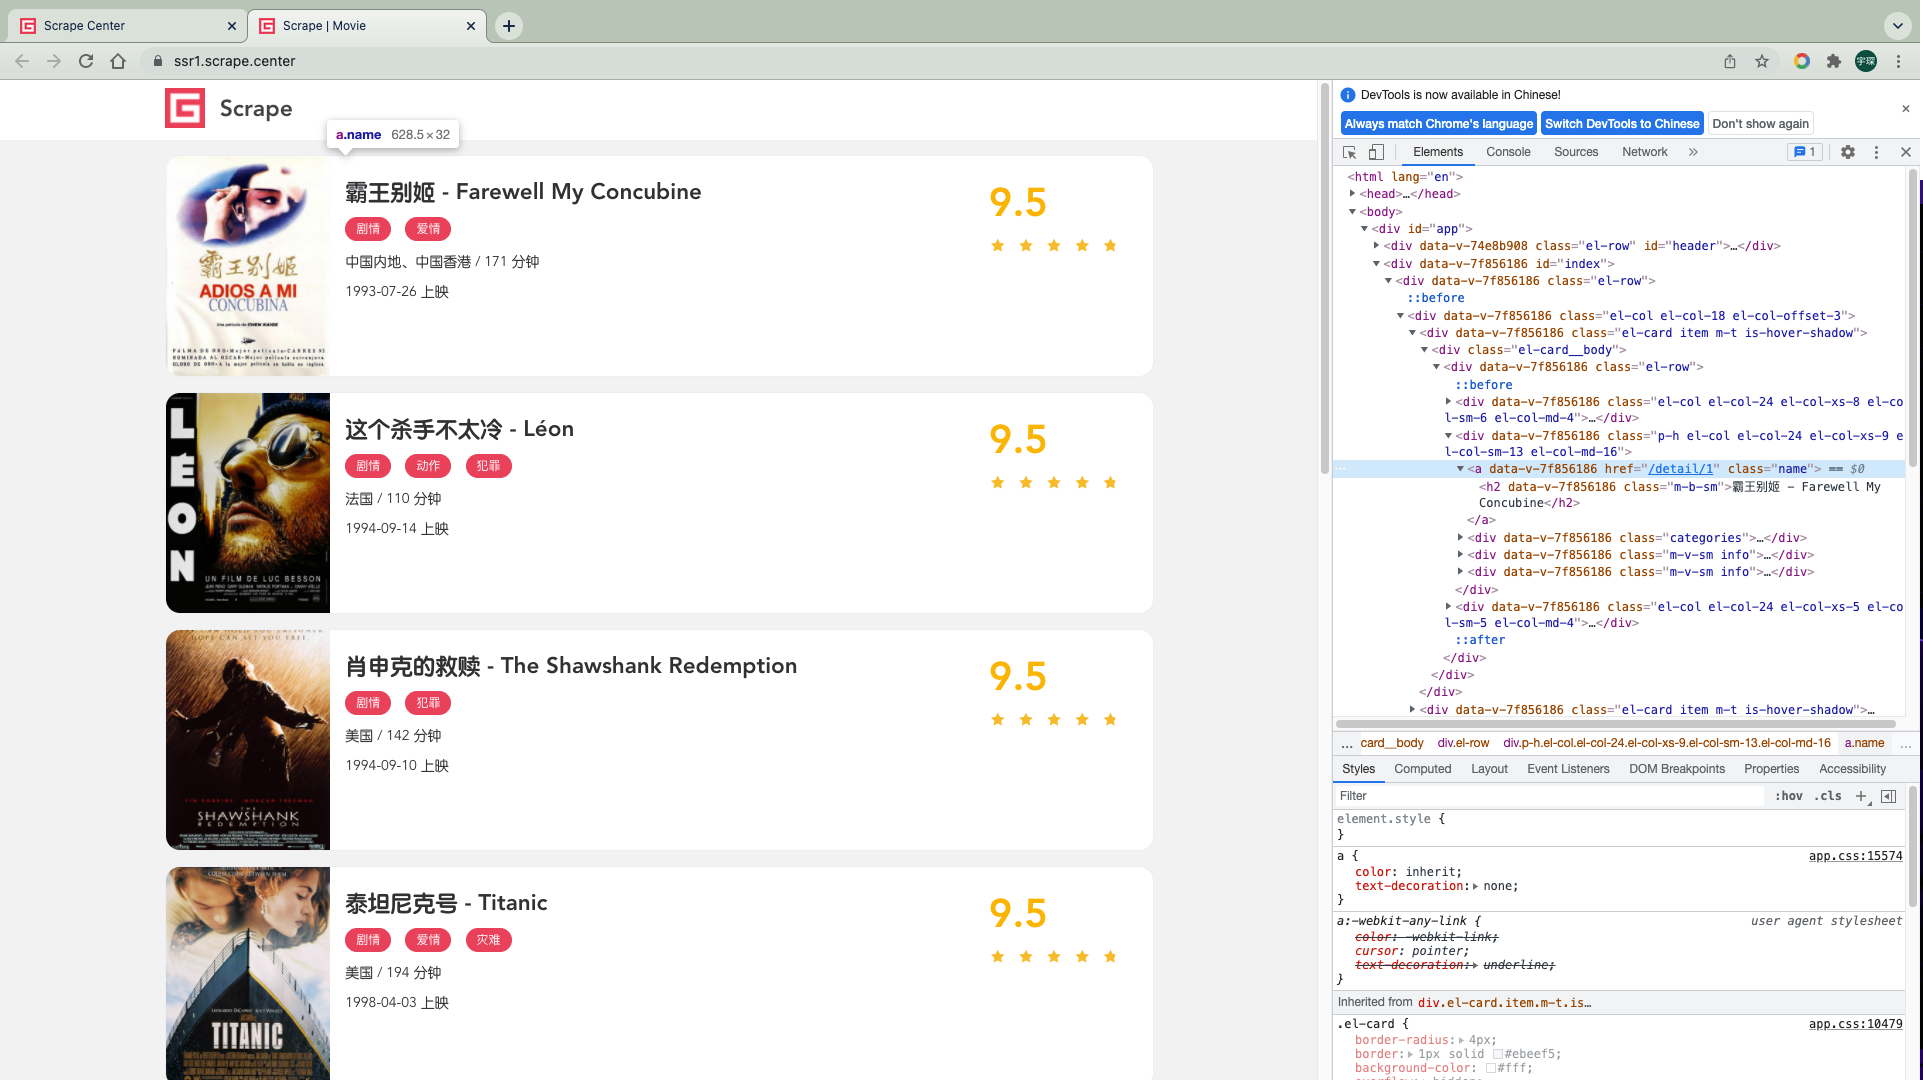 Scrape Center
Scrape | Movie
ssr1.scrape.center
宇琛
Scrape
a.name 628.5 × 32
霸王别姬 - Farewell My Concubine
剧情 爱情
中国内地、中国香港 / 171 分钟
1993-07-26 上映
9.5
霸王别姬
ADIOS A MI
CONCUBINA
Una película de CHEN KAIGE
这个杀手不太冷 - Léon
剧情 动作 犯罪
法国 / 110 分钟
1994-09-14 上映
9.5
LÉON
UN FILM DE LUC BESSON
肖申克的救赎 - The Shawshank Redemption
剧情 犯罪
美国 / 142 分钟
1994-09-10 上映
9.5
TIM ROBBINS MORGAN FREEMAN
THE
SHAWSHANK
REDEMPTION
泰坦尼克号 - Titanic
剧情 爱情 灾难
美国 / 194 分钟
1998-04-03 上映
9.5
TITANIC
DevTools is now available in Chinese!
Always match Chrome's language Switch DevTools to Chinese Don't show again
Elements Console Sources Network » 1
<html lang="en">
<head>…</head>
<body>
<div id="app">
<div data-v-74e8b908 class="el-row" id="header">…</div>
<div data-v-7f856186 id="index">
<div data-v-7f856186 class="el-row">
::before
<div data-v-7f856186 class="el-col el-col-18 el-col-offset-3">
<div data-v-7f856186 class="el-card item m-t is-hover-shadow">
<div class="el-card__body">
<div data-v-7f856186 class="el-row">
::before
<div data-v-7f856186 class="el-col el-col-24 el-col-xs-8 el-co
l-sm-6 el-col-md-4">…</div>
<div data-v-7f856186 class="p-h el-col el-col-24 el-col-xs-9 e
l-col-sm-13 el-col-md-16">
<a data-v-7f856186 href="/detail/1" class="name"> == $0
<h2 data-v-7f856186 class="m-b-sm">霸王别姬 - Farewell My
Concubine</h2>
</a>
<div data-v-7f856186 class="categories">…</div>
<div data-v-7f856186 class="m-v-sm info">…</div>
<div data-v-7f856186 class="m-v-sm info">…</div>
</div>
<div data-v-7f856186 class="el-col el-col-24 el-col-xs-5 el-co
l-sm-5 el-col-md-4">…</div>
::after
</div>
</div>
</div>
<div data-v-7f856186 class="el-card item m-t is-hover-shadow">…
… card__body div.el-row div.p-h.el-col.el-col-24.el-col-xs-9.el-col-sm-13.el-col-md-16 a.name …
Styles Computed Layout Event Listeners DOM Breakpoints Properties Accessibility
Filter :hov .cls +
element.style {
}
a { app.css:15574
color: inherit;
text-decoration: none;
}
a:-webkit-any-link { user agent stylesheet
color: -webkit-link;
cursor: pointer;
text-decoration: underline;
}
Inherited from div.el-card.item.m-t.is…
.el-card { app.css:10479
border-radius: 4px;
border: 1px solid #ebeef5;
background-color: #fff;
overflow: hidden;